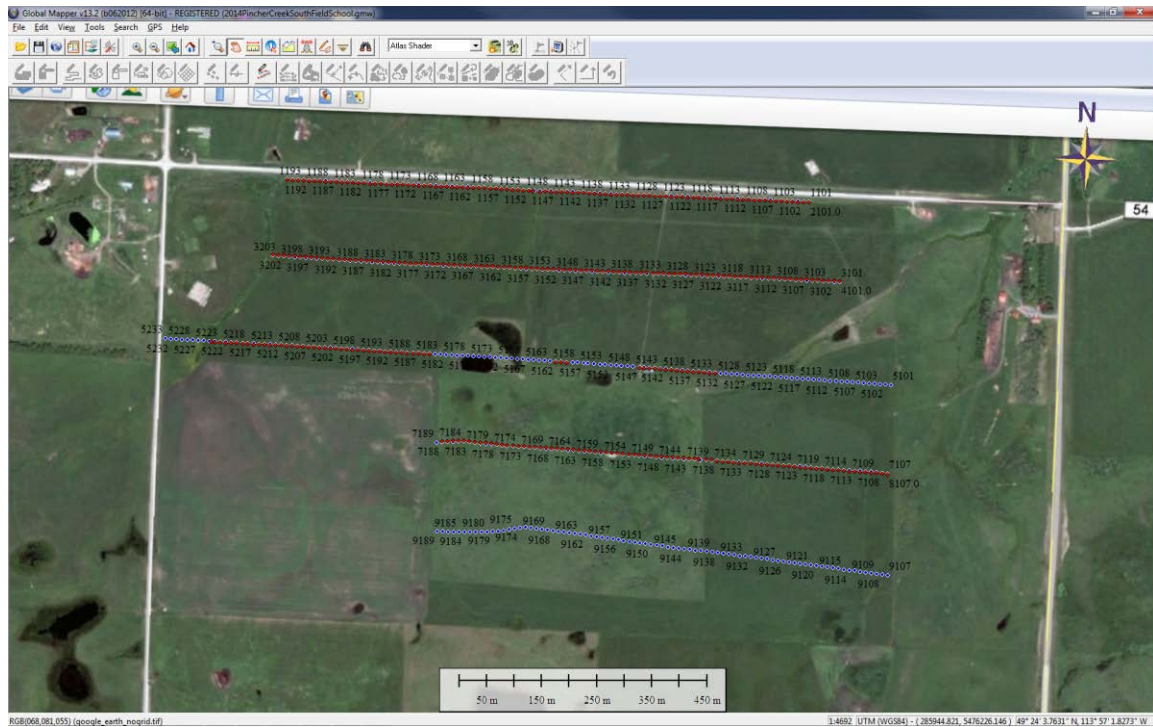 Global Mapper v13.2 (b062012) [64-bit] - REGISTERED (2014PincherCreekSouthFieldSchool.gmw)
File Edit View Tools Search GPS Help
Atlas Shader
N
1193 1188 1183 1178 1173 1168 1163 1158 1153 1148 1143 1138 1133 1128 1123 1118 1113 1108 1103 1101
1192 1187 1182 1177 1172 1167 1162 1157 1152 1147 1142 1137 1132 1127 1122 1117 1112 1107 1102 2101.0
54
3203 3198 3193 3188 3183 3178 3173 3168 3163 3158 3153 3148 3143 3138 3133 3128 3123 3118 3113 3108 3103 3101
3202 3197 3192 3187 3182 3177 3172 3167 3162 3157 3152 3147 3142 3137 3132 3127 3122 3117 3112 3107 3102 4101.0
5233 5228 5223 5218 5213 5208 5203 5198 5193 5188 5183 5178 5173 5163 5158 5153 5148 5143 5138 5133 5128 5123 5118 5113 5108 5103 5101
5232 5227 5222 5217 5212 5207 5202 5197 5192 5187 5182 5167 5162 5157 5147 5142 5137 5132 5127 5122 5117 5112 5107 5102
7189 7184 7179 7174 7169 7164 7159 7154 7149 7144 7139 7134 7129 7124 7119 7114 7109 7107
7188 7183 7178 7173 7168 7163 7158 7153 7148 7143 7138 7133 7128 7123 7118 7113 7108 8107.0
9185 9180 9175 9169 9163 9157 9151 9145 9139 9133 9127 9121 9115 9109 9107
9189 9184 9179 9174 9168 9162 9156 9150 9144 9138 9132 9126 9120 9114 9108
50 m 150 m 250 m 350 m 450 m
RGB(068,081,055) (google_earth_nogrid.tif)
1:4692 UTM (WGS84) - ( 285944.821, 5476226.146 ) 49° 24' 3.7631" N, 113° 57' 1.8273" W